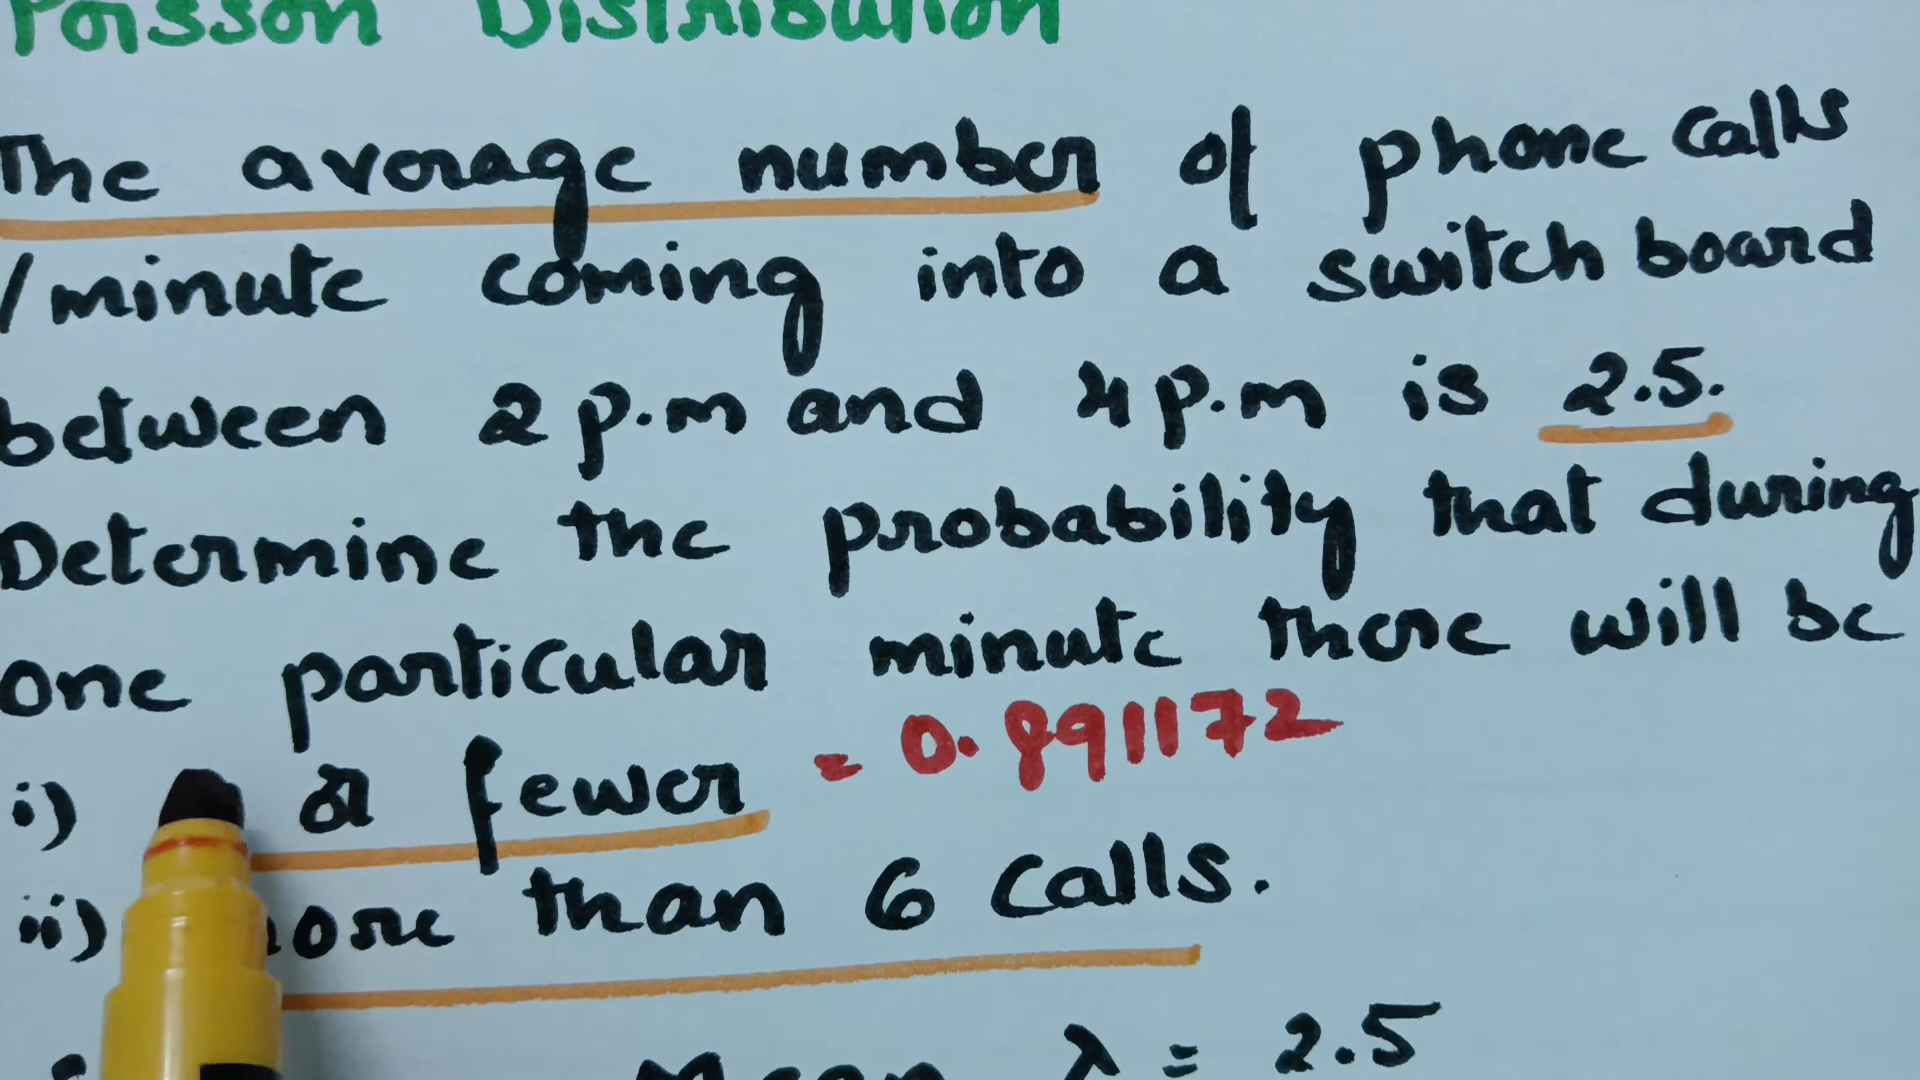 Poisson Distribution
The average number of phone calls
/minute coming into a switch board
between 2 p.m and 4 p.m is 2.5.
Determine the probability that during
one particular minute there will be
i) or fewer = 0.891172
ii) more than 6 calls.
Mean λ = 2.5